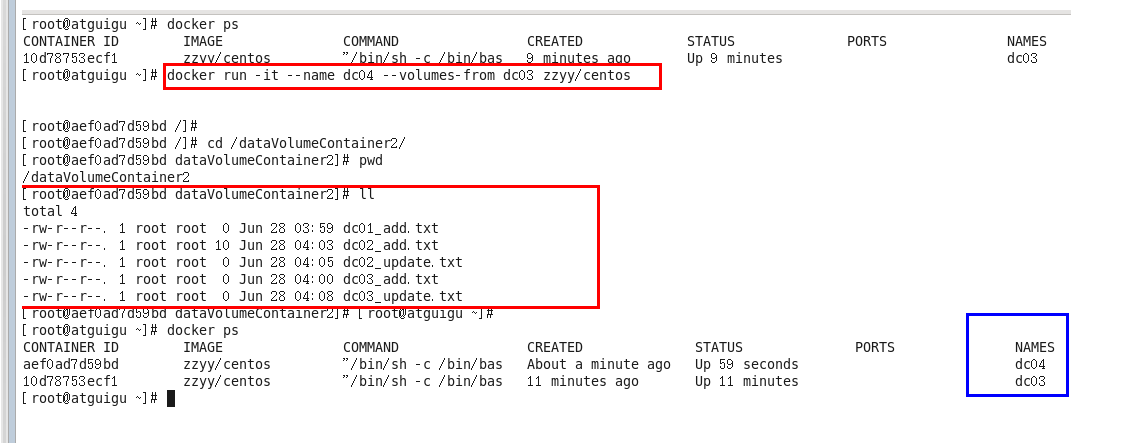 [root@atguigu ~]# docker ps
CONTAINER ID        IMAGE               COMMAND                CREATED             STATUS              PORTS               NAMES
10d78753ecf1        zzyy/centos         "/bin/sh -c /bin/bas   9 minutes ago       Up 9 minutes                            dc03
[root@atguigu ~]# docker run -it --name dc04 --volumes-from dc03 zzyy/centos
[root@aef0ad7d59bd /]#
[root@aef0ad7d59bd /]# cd /dataVolumeContainer2/
[root@aef0ad7d59bd dataVolumeContainer2]# pwd
/dataVolumeContainer2
[root@aef0ad7d59bd dataVolumeContainer2]# ll
total 4
-rw-r--r--. 1 root root  0 Jun 28 03:59 dc01_add.txt
-rw-r--r--. 1 root root 10 Jun 28 04:03 dc02_add.txt
-rw-r--r--. 1 root root  0 Jun 28 04:05 dc02_update.txt
-rw-r--r--. 1 root root  0 Jun 28 04:00 dc03_add.txt
-rw-r--r--. 1 root root  0 Jun 28 04:08 dc03_update.txt
[root@aef0ad7d59bd dataVolumeContainer2]# [root@atguigu ~]#
[root@atguigu ~]# docker ps
CONTAINER ID        IMAGE               COMMAND                CREATED              STATUS              PORTS               NAMES
aef0ad7d59bd        zzyy/centos         "/bin/sh -c /bin/bas   About a minute ago   Up 59 seconds                           dc04
10d78753ecf1        zzyy/centos         "/bin/sh -c /bin/bas   11 minutes ago       Up 11 minutes                           dc03
[root@atguigu ~]#